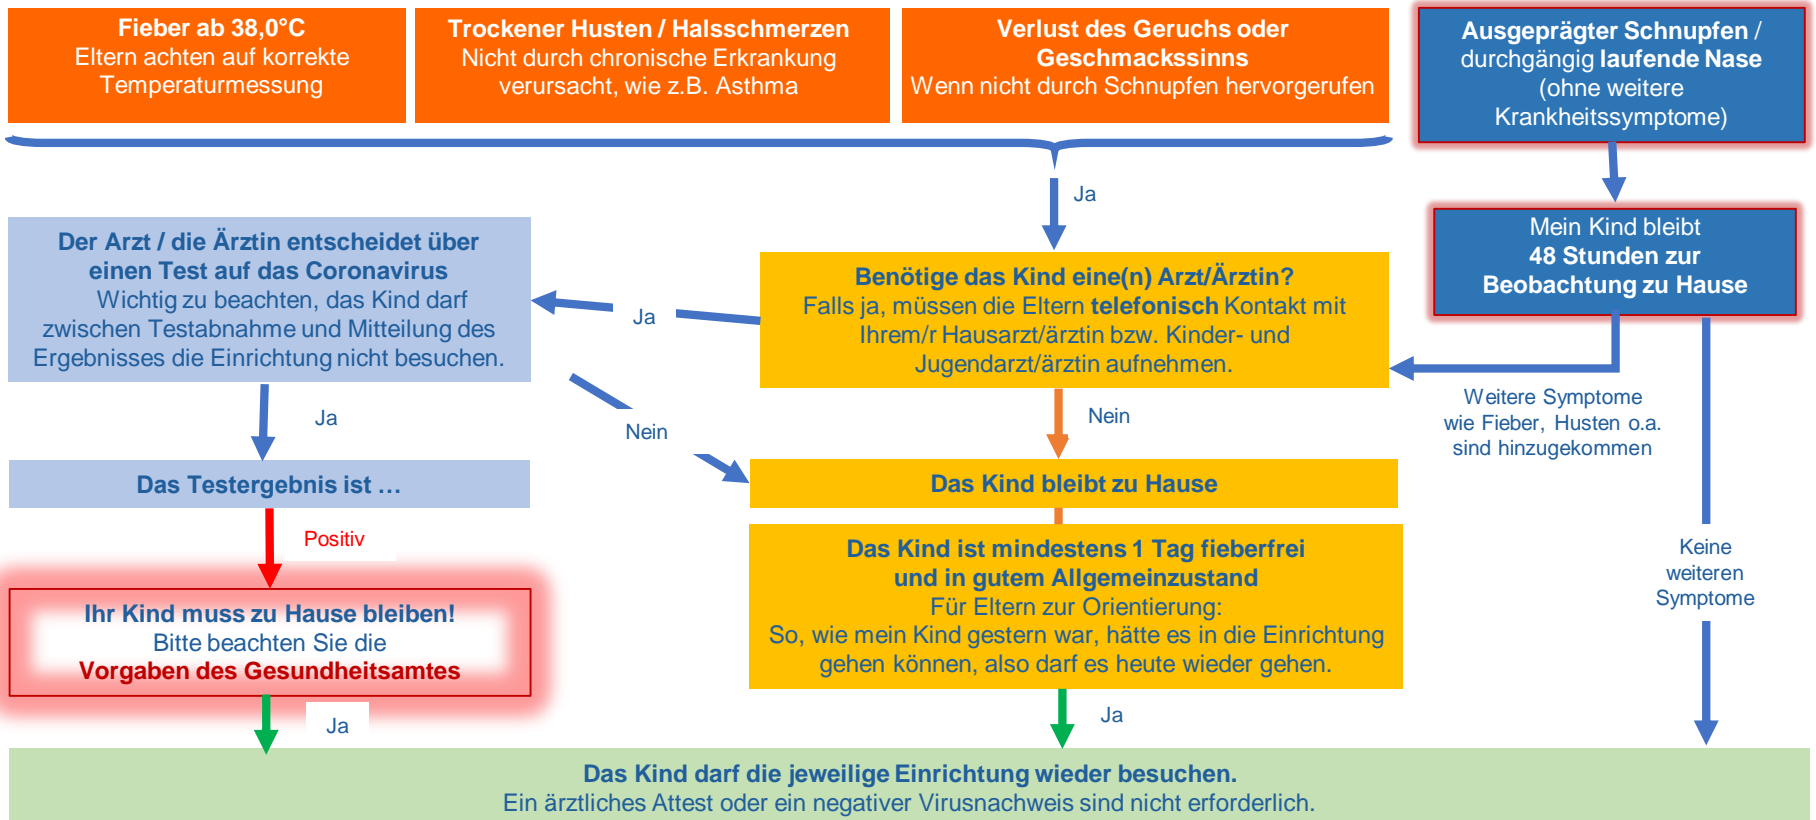 Fieber ab 38,0°C
Eltern achten auf korrekte
Temperaturmessung
Trockener Husten / Halsschmerzen
Nicht durch chronische Erkrankung
verursacht, wie z.B. Asthma
Verlust des Geruchs oder
Geschmackssinns
Wenn nicht durch Schnupfen hervorgerufen
Ausgeprägter Schnupfen /
durchgängig laufende Nase
(ohne weitere
Krankheitssymptome)
Ja
Mein Kind bleibt
48 Stunden zur
Beobachtung zu Hause
Der Arzt / die Ärztin entscheidet über
einen Test auf das Coronavirus
Wichtig zu beachten, das Kind darf
zwischen Testabnahme und Mitteilung des
Ergebnisses die Einrichtung nicht besuchen.
Ja
Benötige das Kind eine(n) Arzt/Ärztin?
Falls ja, müssen die Eltern telefonisch Kontakt mit
Ihrem/r Hausarzt/ärztin bzw. Kinder- und
Jugendarzt/ärztin aufnehmen.
Weitere Symptome
wie Fieber, Husten o.a.
sind hinzugekommen
Ja
Nein
Nein
Das Testergebnis ist …
Das Kind bleibt zu Hause
Positiv
Das Kind ist mindestens 1 Tag fieberfrei
und in gutem Allgemeinzustand
Für Eltern zur Orientierung:
So, wie mein Kind gestern war, hätte es in die Einrichtung
gehen können, also darf es heute wieder gehen.
Keine
weiteren
Symptome
Ihr Kind muss zu Hause bleiben!
Bitte beachten Sie die
Vorgaben des Gesundheitsamtes
Ja
Ja
Das Kind darf die jeweilige Einrichtung wieder besuchen.
Ein ärztliches Attest oder ein negativer Virusnachweis sind nicht erforderlich.